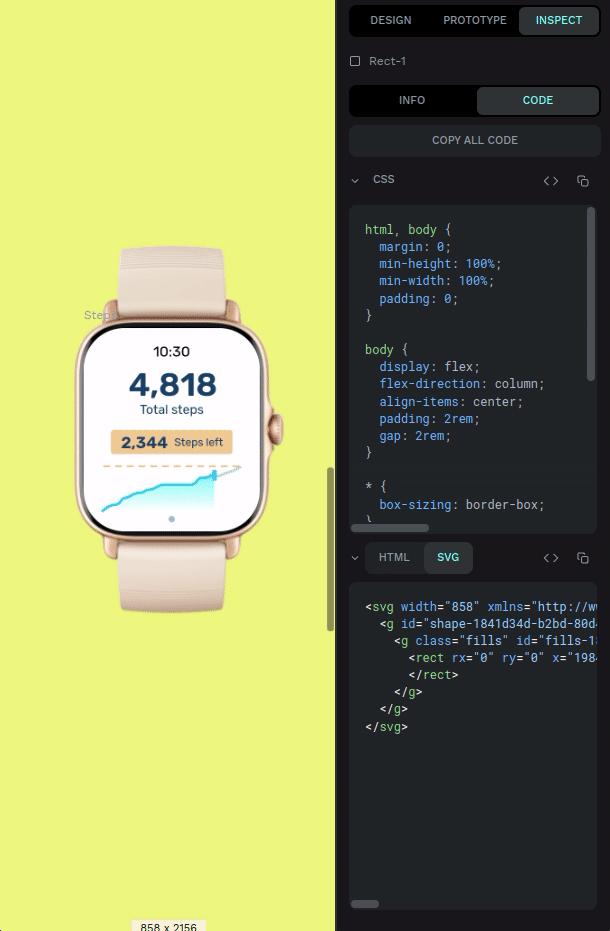 DESIGN PROTOTYPE INSPECT
Rect-1
INFO CODE
COPY ALL CODE
CSS
html, body {
  margin: 0;
  min-height: 100%;
  min-width: 100%;
  padding: 0;
}
body {
  display: flex;
  flex-direction: column;
  align-items: center;
  padding: 2rem;
  gap: 2rem;
}
* {
  box-sizing: border-box;
}
HTML SVG
<svg width="858" xmlns="http://w
  <g id="shape-1841d34d-b2bd-80d
    <g class="fills" id="fills-1
      <rect rx="0" ry="0" x="198
      </rect>
    </g>
  </g>
</svg>
Steps
10:30
4,818
Total steps
2,344 Steps left
858 x 2156